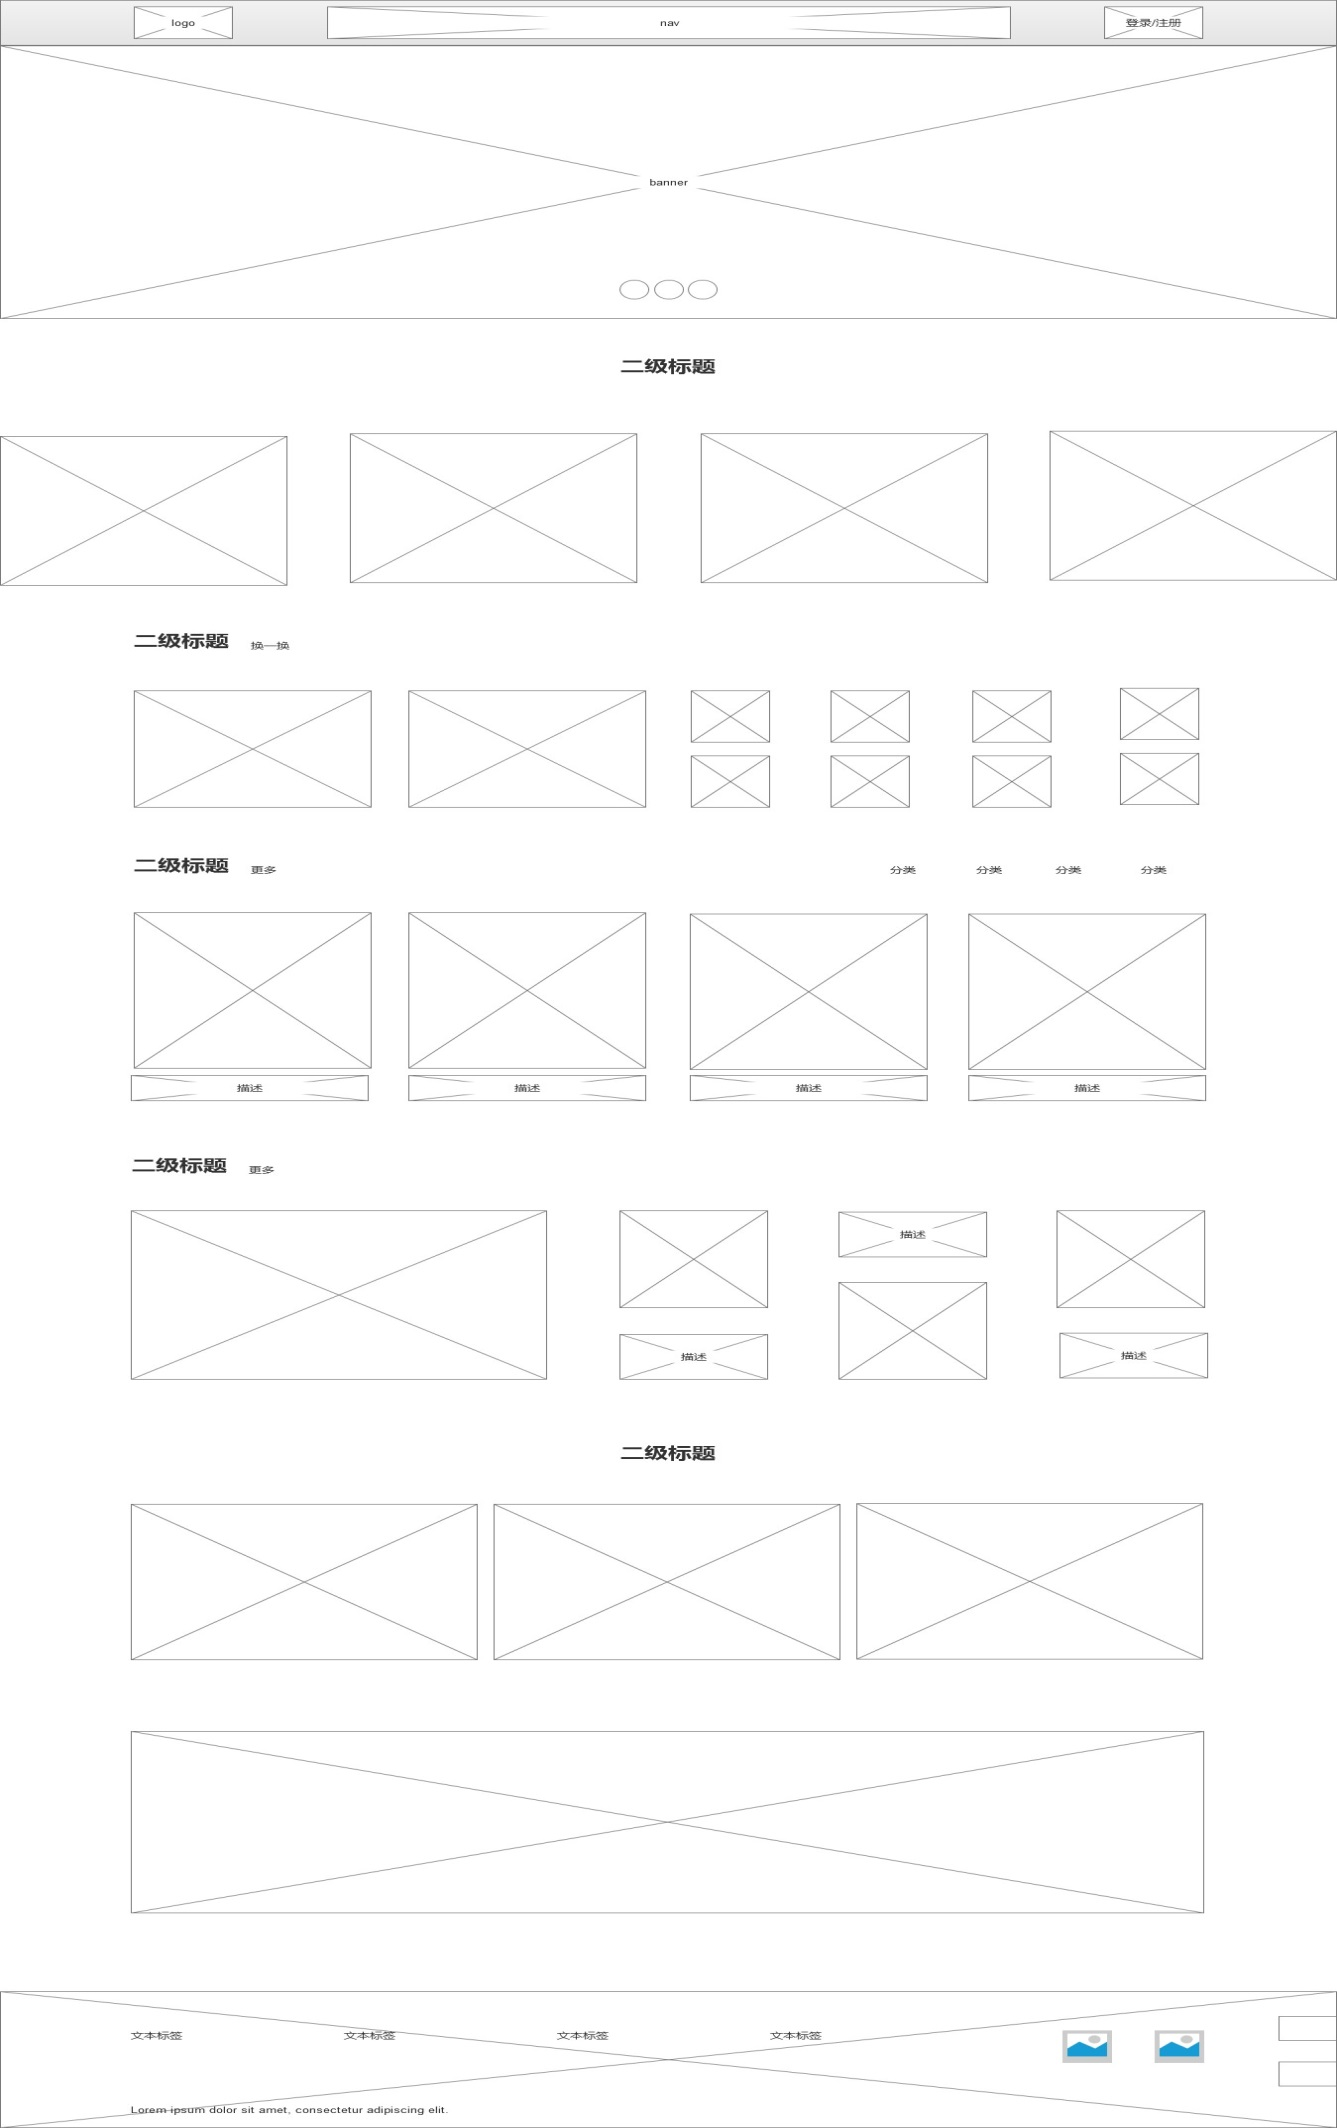 logo
nav
登录/注册
banner
二级标题
二级标题 换一换
二级标题 更多 分类 分类 分类 分类
描述 描述 描述 描述
二级标题 更多
描述
描述 描述
二级标题
文本标签 文本标签 文本标签 文本标签
Lorem ipsum dolor sit amet, consectetur adipiscing elit.